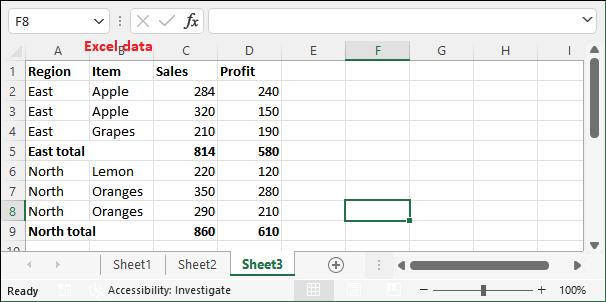 F8
fx
Excel data
A B C D E F G H I
1 Region Item Sales Profit
2 East Apple 284 240
3 East Apple 320 150
4 East Grapes 210 190
5 East total 814 580
6 North Lemon 220 120
7 North Oranges 350 280
8 North Oranges 290 210
9 North total 860 610
10
Sheet1 Sheet2 Sheet3
Ready Accessibility: Investigate 100%